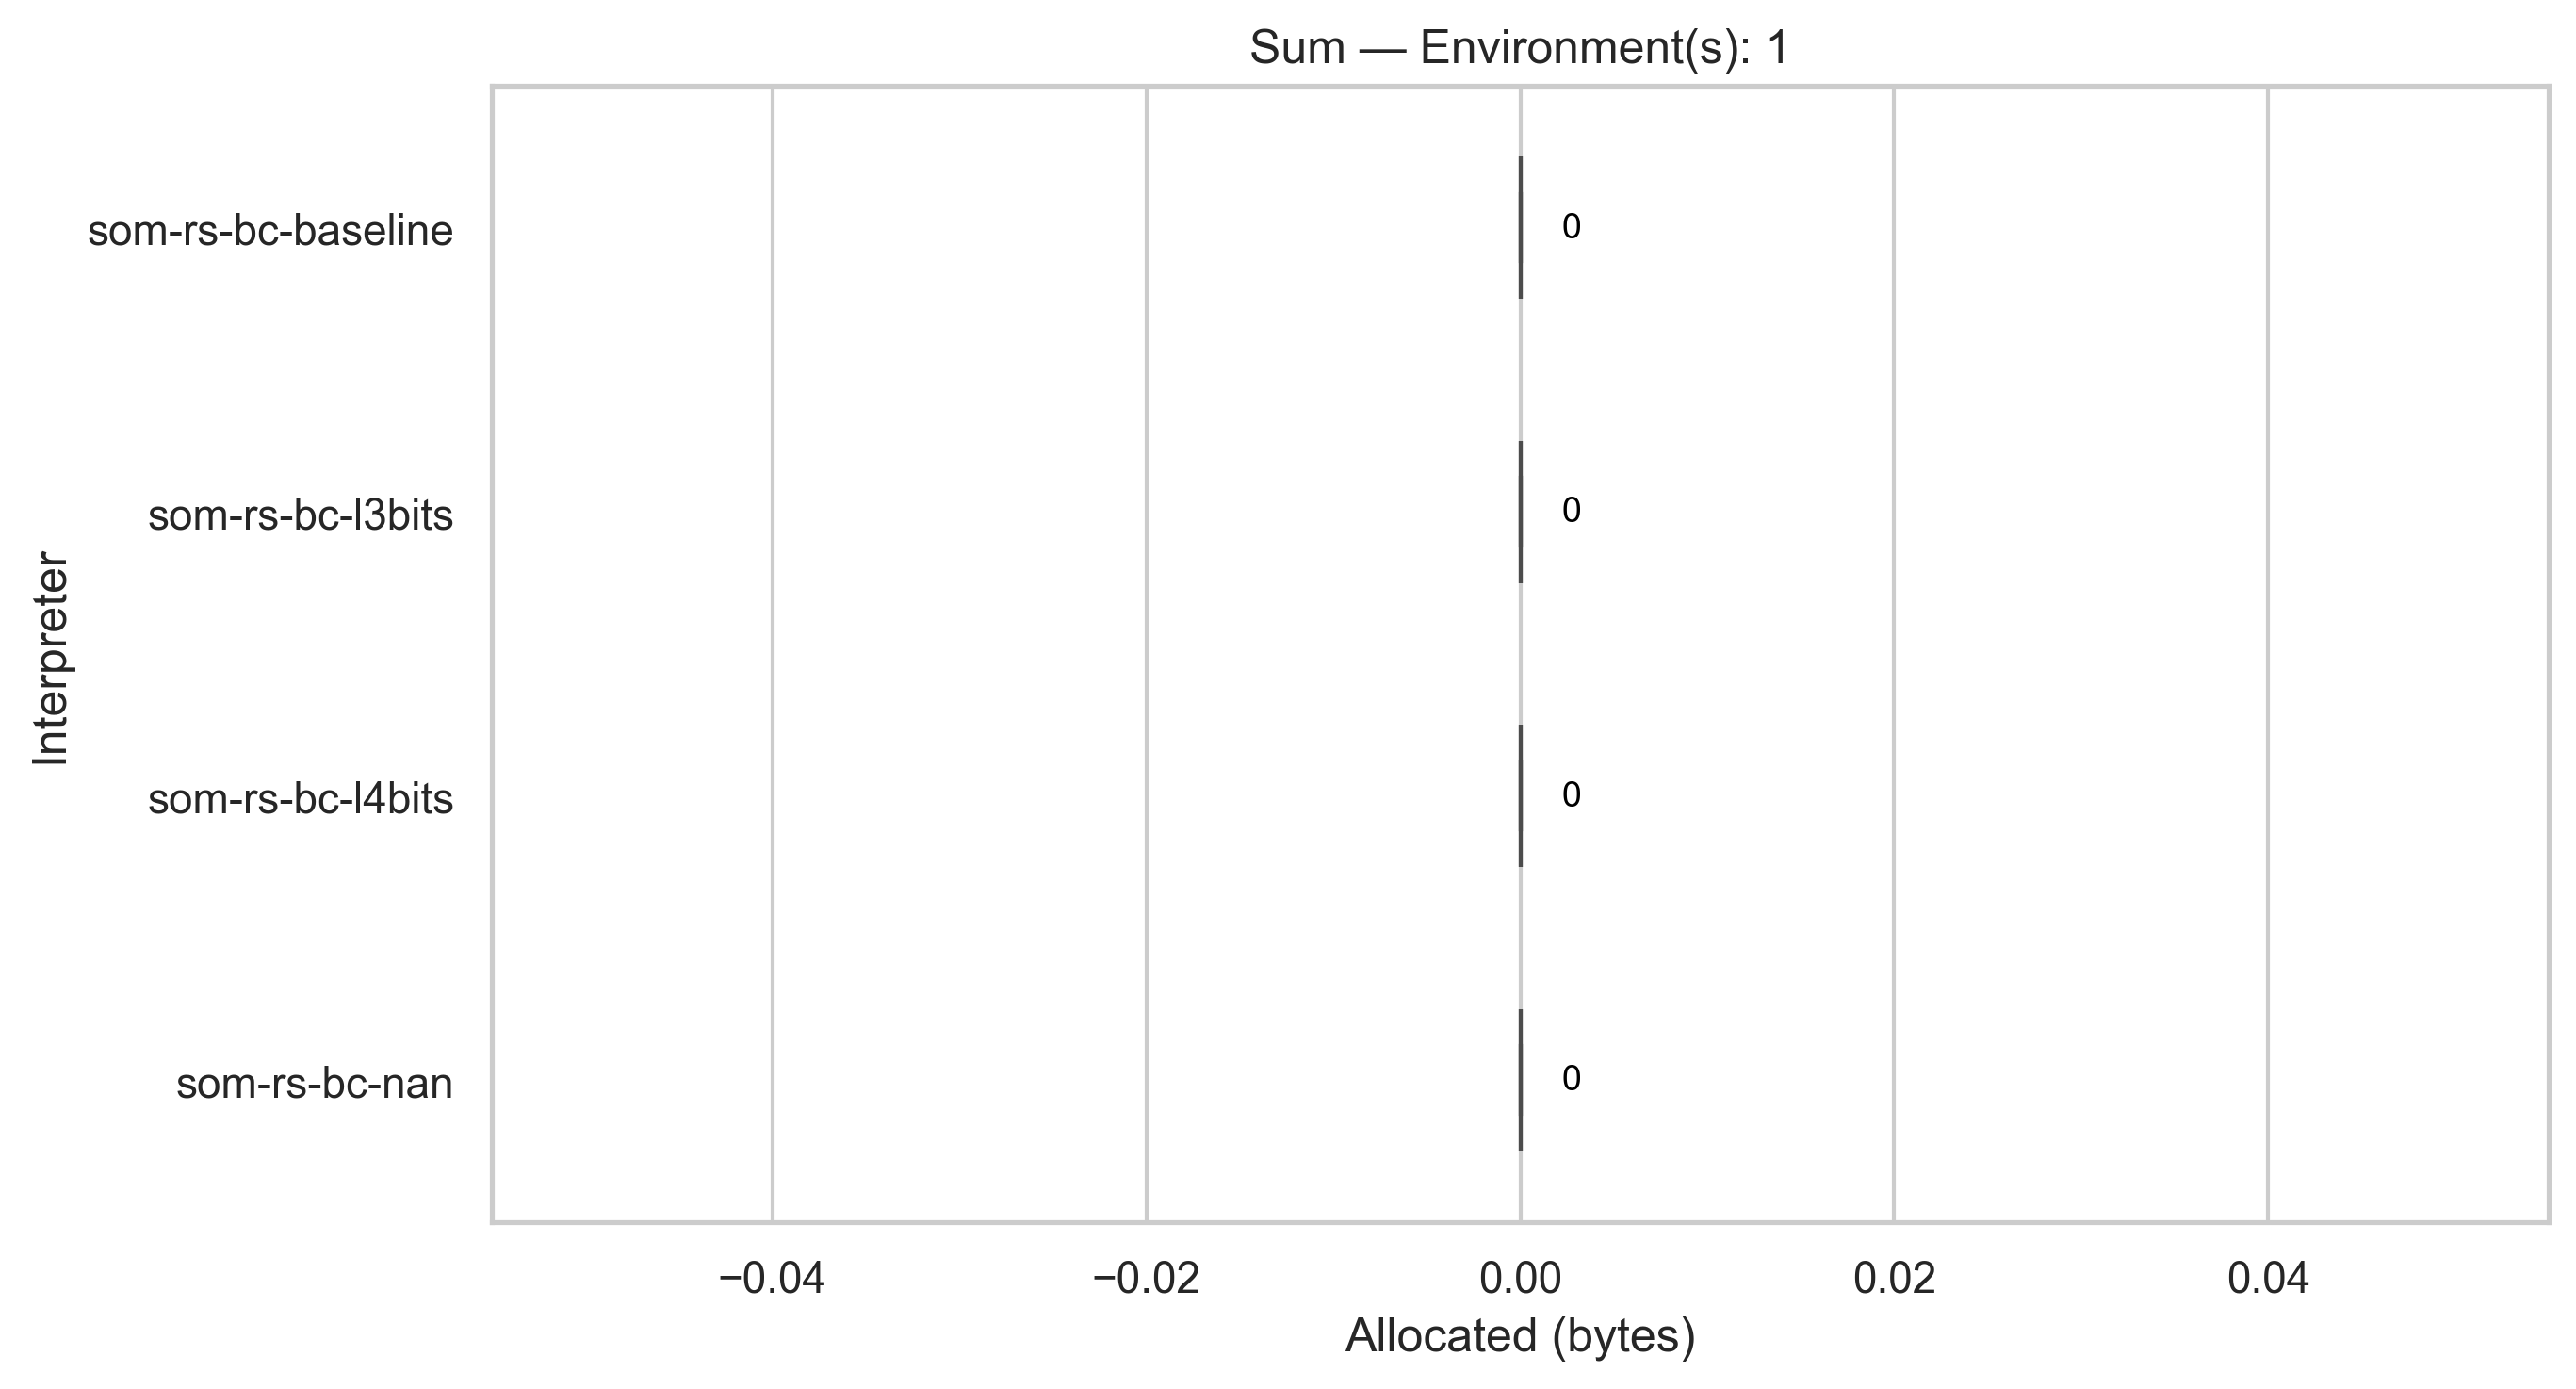 Sum — Environment(s): 1
som-rs-bc-baseline
0
som-rs-bc-l3bits
0
Interpreter
som-rs-bc-l4bits
0
som-rs-bc-nan
0
−0.04
−0.02
0.00
0.02
0.04
Allocated (bytes)